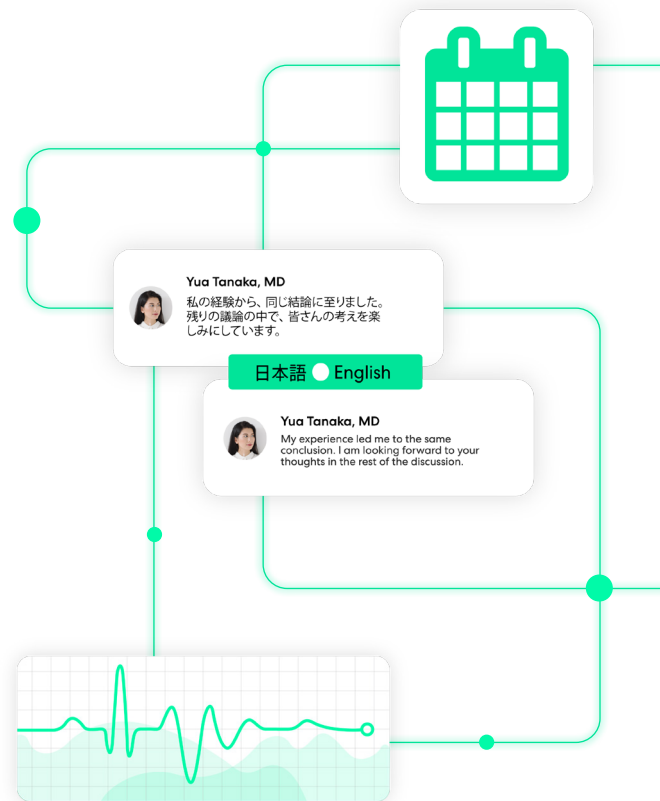 Yua Tanaka, MD
私の経験から、同じ結論に至りました。
残りの議論の中で、皆さんの考えを楽
しみにしています。
日本語 English
Yua Tanaka, MD
My experience led me to the same
conclusion. I am looking forward to your
thoughts in the rest of the discussion.